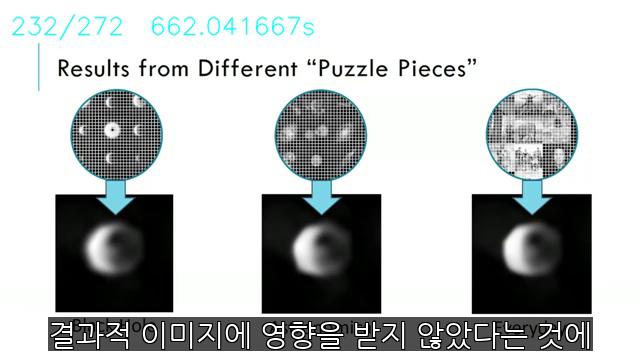 232/272 662.041667s
Results from Different “Puzzle Pieces”
결과적 이미지에 영향을 받지 않았다는 것에